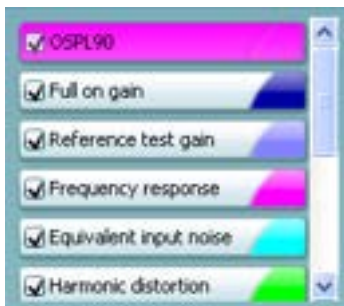 OSPL90
Full on gain
Reference test gain
Frequency response
Equivalent input noise
Harmonic distortion